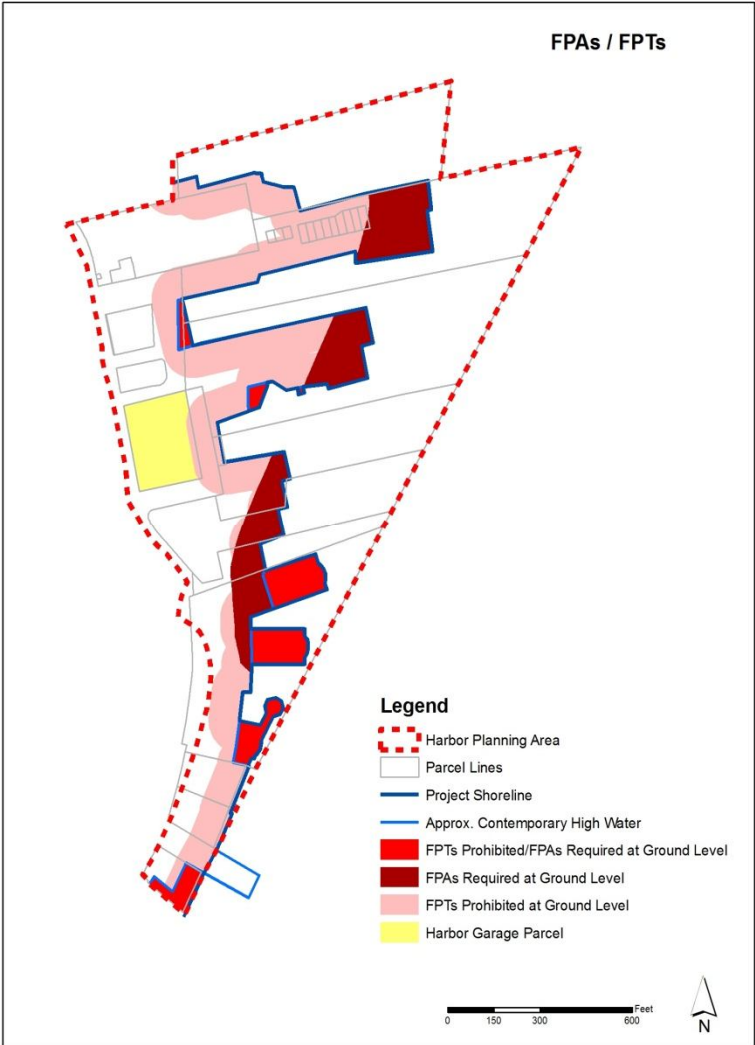 FPAs / FPTs
Legend
Harbor Planning Area
Parcel Lines
Project Shoreline
Approx. Contemporary High Water
FPTs Prohibited/FPAs Required at Ground Level
FPAs Required at Ground Level
FPTs Prohibited at Ground Level
Harbor Garage Parcel
Feet
0 150 300 600
N